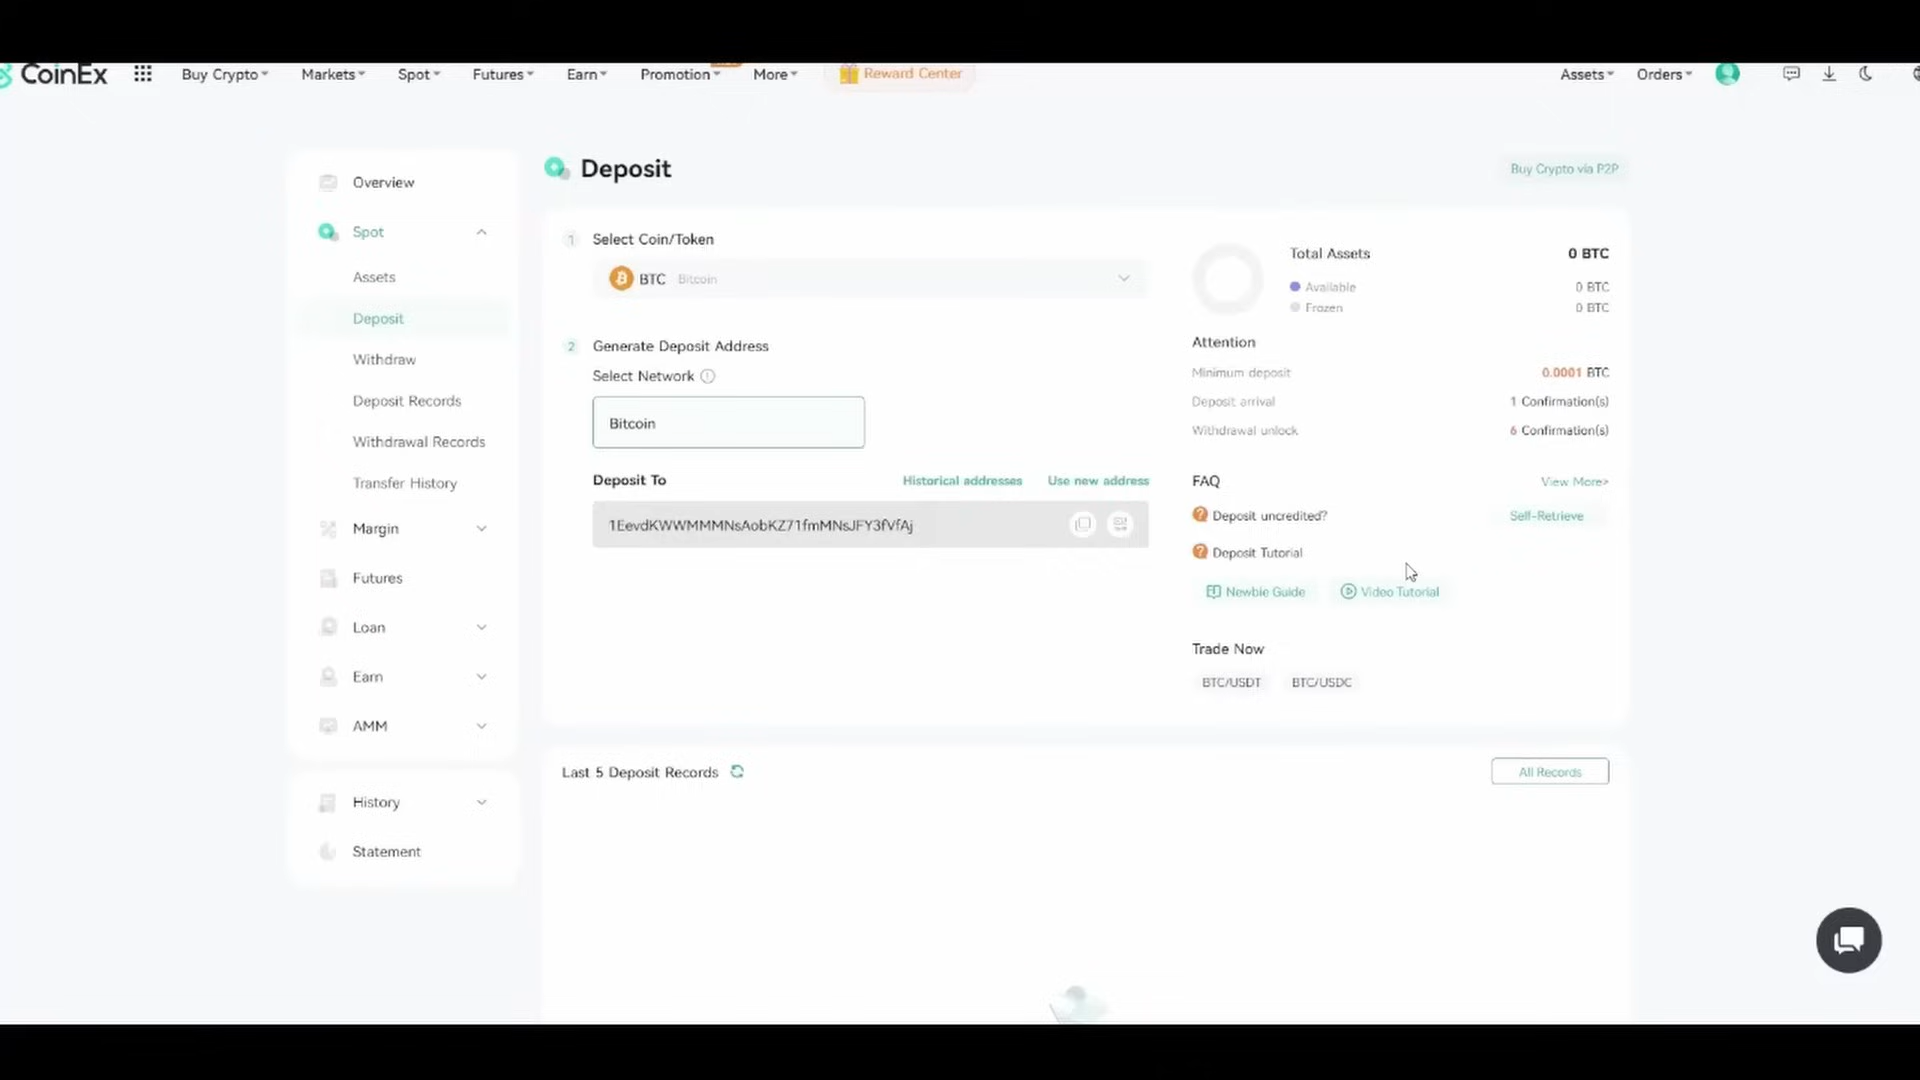 CoinEx Buy Crypto Markets Spot Futures Earn Promotion More Reward Center Assets Orders
Overview
Spot
Assets
Deposit
Withdraw
Deposit Records
Withdrawal Records
Transfer History
Margin
Futures
Loan
Earn
AMM
History
Statement
Deposit
Buy Crypto via P2P
1 Select Coin/Token
BTC Bitcoin
2 Generate Deposit Address
Select Network
Bitcoin
Deposit To Historical addresses Use new address
1EevdKWWMMMNsAobKZ71fmMNsJFY3fVfAj
Total Assets 0 BTC
Available 0 BTC
Frozen 0 BTC
Attention
Minimum deposit 0.0001 BTC
Deposit arrival 1 Confirmation(s)
Withdrawal unlock 6 Confirmation(s)
FAQ View More>
Deposit uncredited? Self-Retrieve
Deposit Tutorial
Newbie Guide Video Tutorial
Trade Now
BTC/USDT BTC/USDC
Last 5 Deposit Records All Records